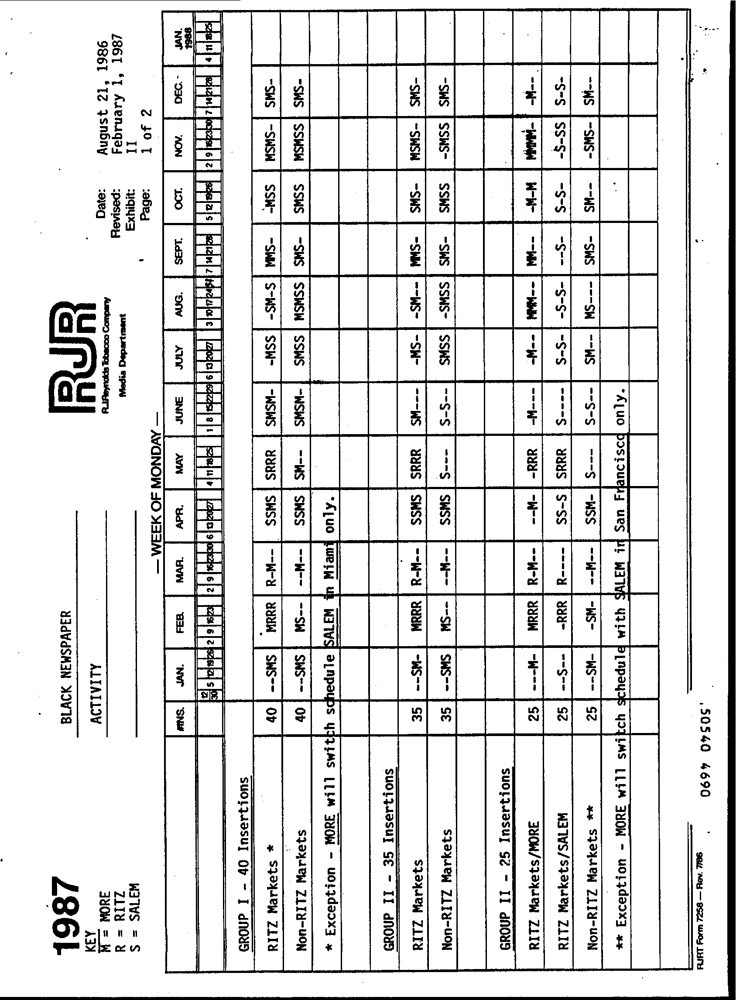 1987
KEY
M = MORE
R = RITZ
S = SALEM
BLACK NEWSPAPER
ACTIVITY
RJR
RJReynolds Tobacco Company
Media Department
Date: August 21, 1986
Revised: February 1, 1987
Exhibit: II
Page: 1 of 2
— WEEK OF MONDAY —
#INS. JAN. FEB. MAR. APR. MAY JUNE JULY AUG. SEPT. OCT. NOV. DEC. JAN. 1988
12/30 5 12 19 26 2 9 16 23 2 9 16 23 30 6 13 20 27 4 11 18 25 1 8 15 22 29 6 13 20 27 3 10 17 24 31 7 14 21 28 5 12 19 26 2 9 16 23 30 7 14 21 28 4 11 18 25
GROUP I - 40 Insertions
RITZ Markets * 40 --SMS MRRR R-M-- SSMS SRRR SMSM- -MSS -SM-S MMS- -MSS MSMS- SMS-
Non-RITZ Markets 40 --SMS MS-- --M-- SSMS SM-- SMSM- SMSS MSMSS SMS- SMSS MSMSS SMS-
* Exception - MORE will switch schedule SALEM in Miami only.
GROUP II - 35 Insertions
RITZ Markets 35 --SM- MRRR R-M-- SSMS SRRR SM--- -MS- -SM-- MMS- SMS- MSMS- SMS-
Non-RITZ Markets 35 --SMS MS-- --M-- SSMS S--- S-S-- SMSS -SMSS SMS- SMSS -SMSS SMS-
GROUP II - 25 Insertions
RITZ Markets/MORE 25 ---M- MRRR R-M-- --M- -RRR -M--- -M-- MMM-- MM-- -M-M MMMM- -M--
RITZ Markets/SALEM 25 --S-- -RRR R---- SS-S SRRR S---- S-S- -S-S- --S- S-S- -S-SS S-S-
Non-RITZ Markets ** 25 --SM- -SM- --M-- SSM- S--- S-S-- SM-- MS--- SMS- SM-- -SMS- SM--
** Exception - MORE will switch schedule with SALEM in San Francisco only.
RJRT Form 7258 — Rev. 7/86
50540 4690